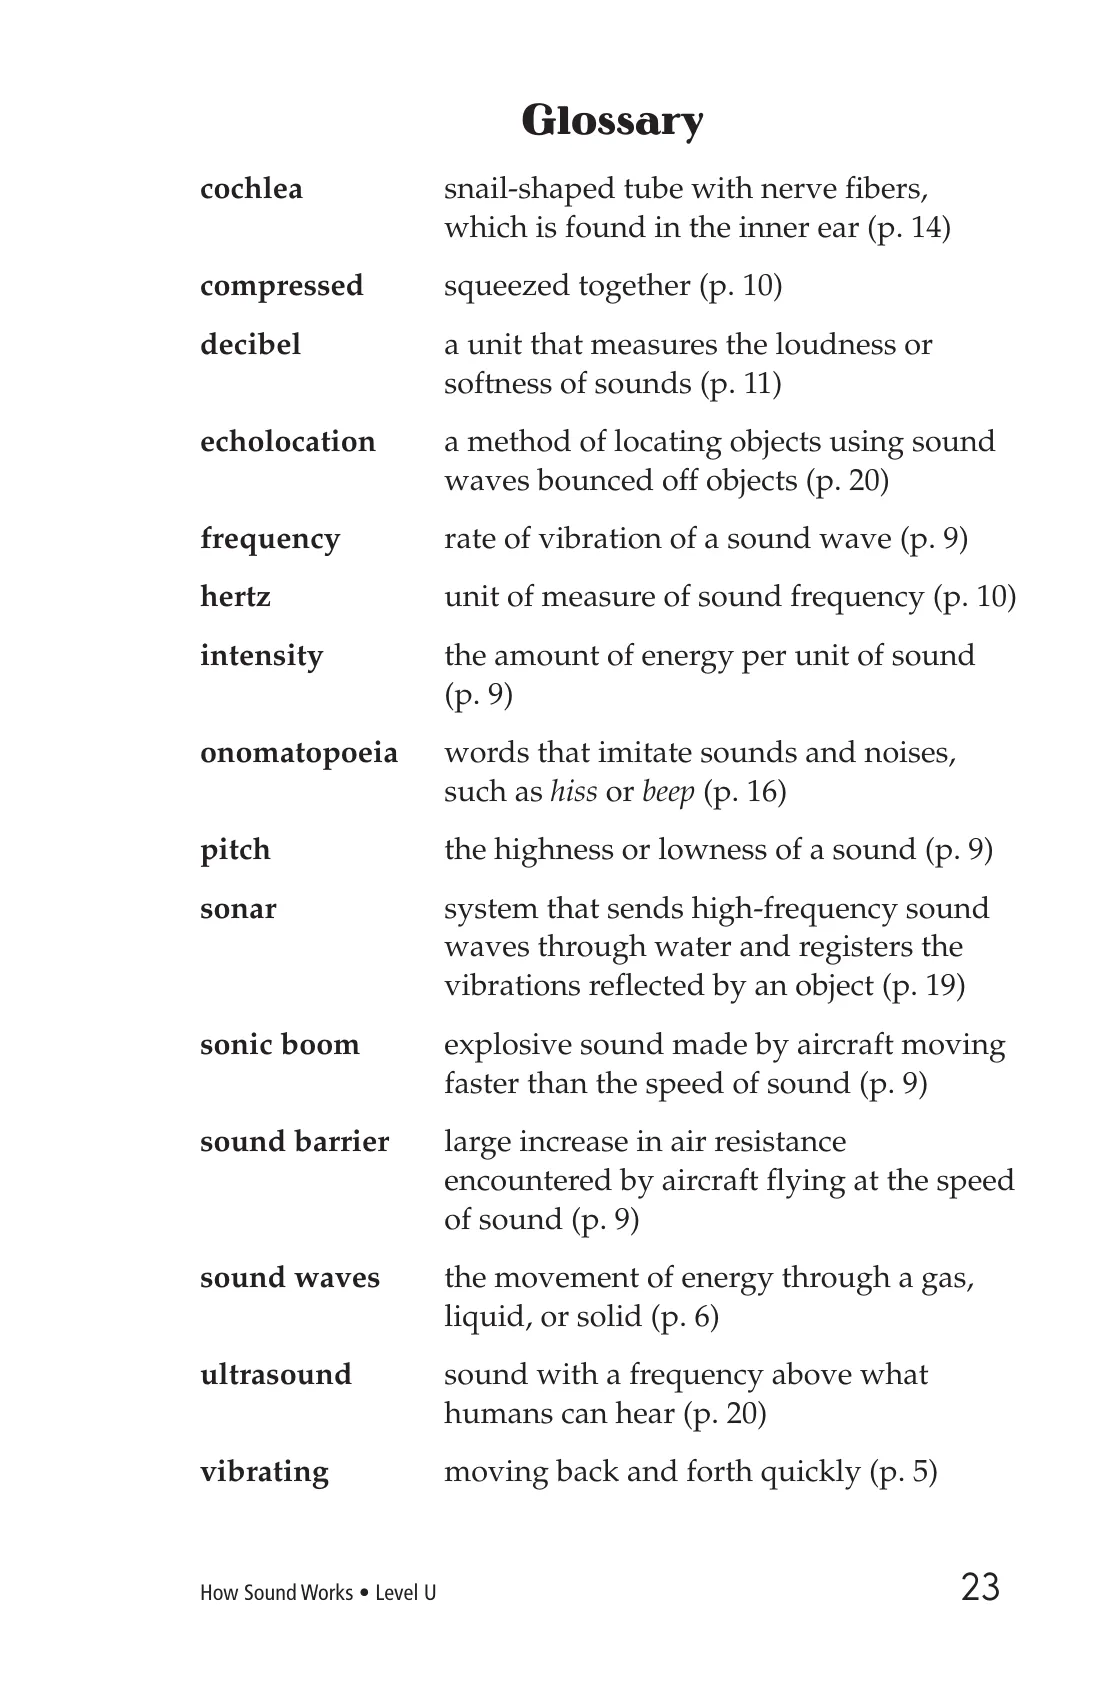 Glossary
cochlea snail-shaped tube with nerve fibers,
which is found in the inner ear (p. 14)
compressed squeezed together (p. 10)
decibel a unit that measures the loudness or
softness of sounds (p. 11)
echolocation a method of locating objects using sound
waves bounced off objects (p. 20)
frequency rate of vibration of a sound wave (p. 9)
hertz unit of measure of sound frequency (p. 10)
intensity the amount of energy per unit of sound
(p. 9)
onomatopoeia words that imitate sounds and noises,
such as hiss or beep (p. 16)
pitch the highness or lowness of a sound (p. 9)
sonar system that sends high-frequency sound
waves through water and registers the
vibrations reflected by an object (p. 19)
sonic boom explosive sound made by aircraft moving
faster than the speed of sound (p. 9)
sound barrier large increase in air resistance
encountered by aircraft flying at the speed
of sound (p. 9)
sound waves the movement of energy through a gas,
liquid, or solid (p. 6)
ultrasound sound with a frequency above what
humans can hear (p. 20)
vibrating moving back and forth quickly (p. 5)
How Sound Works • Level U 23